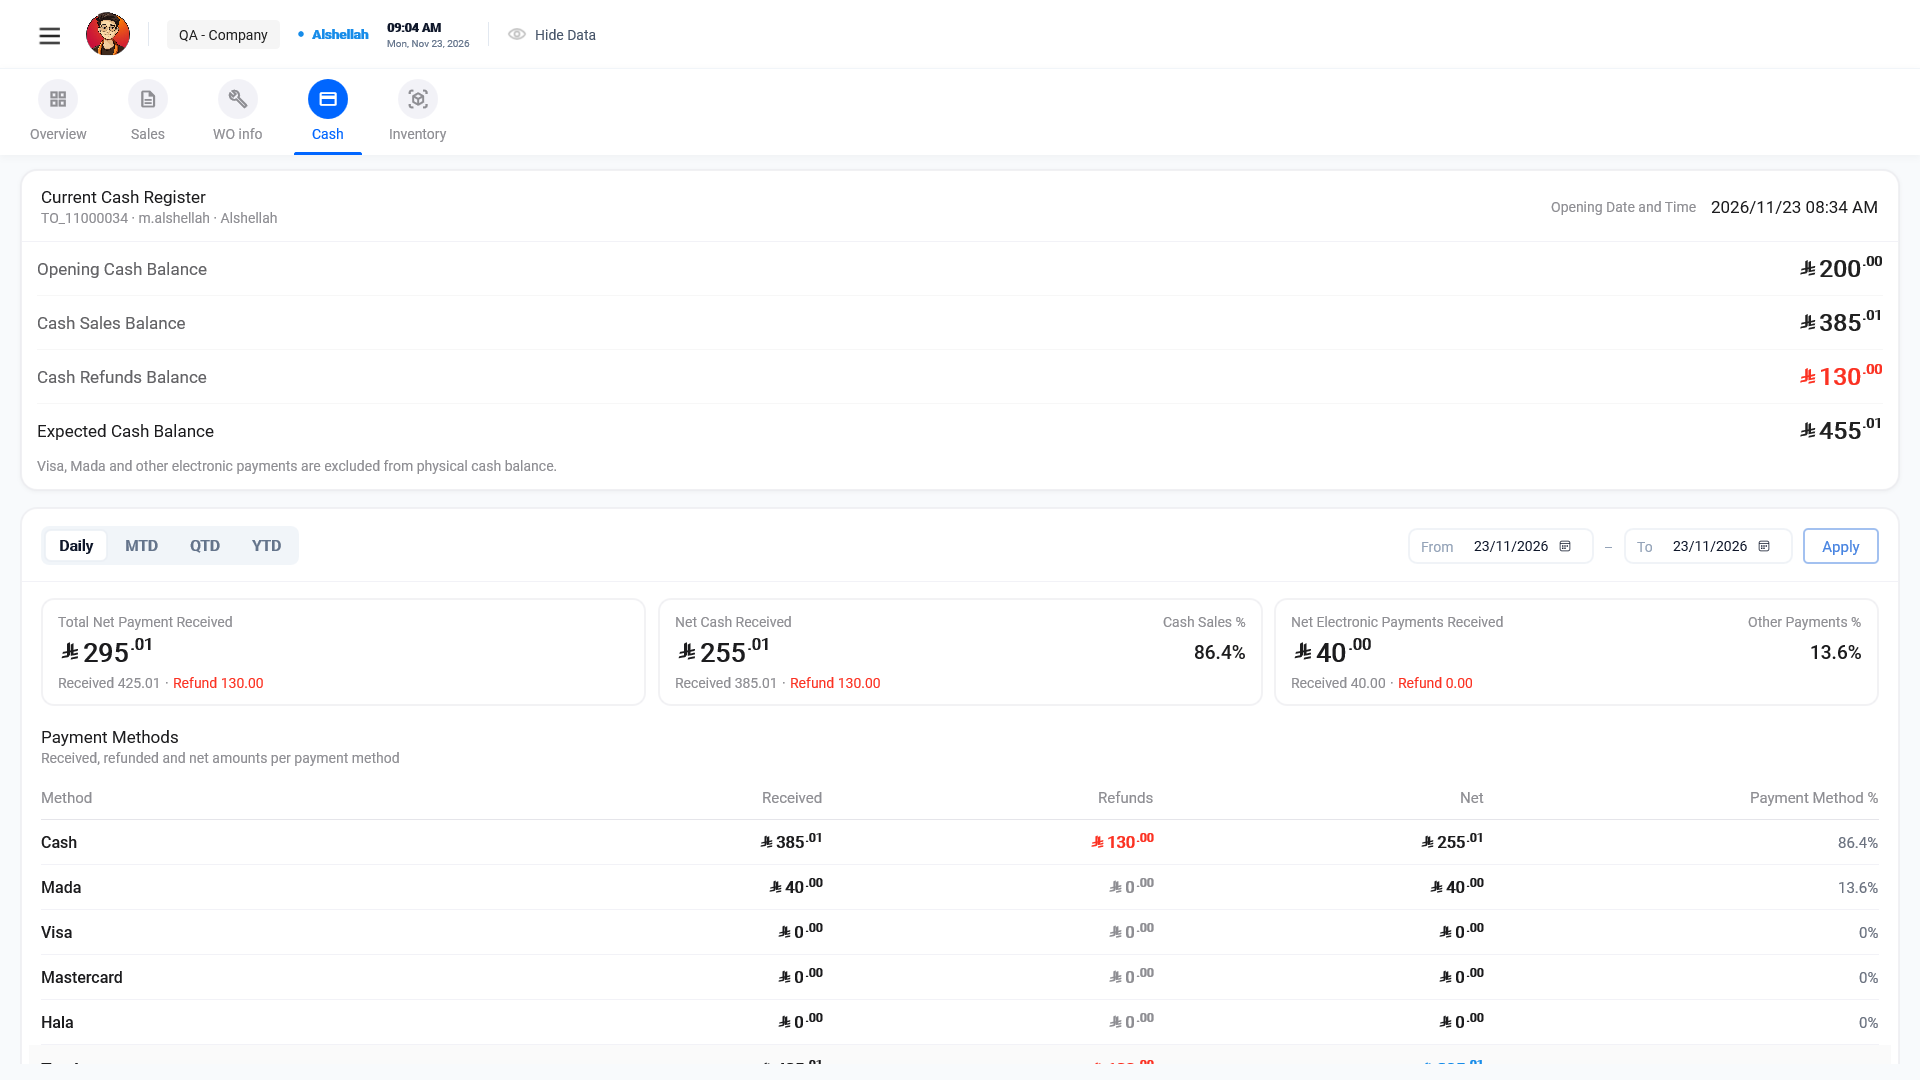 QA - Company
• Alshellah
09:04 AM
Mon, Nov 23, 2026
Hide Data
Overview
Sales
WO info
Cash
Inventory
Current Cash Register
TO_11000034 · m.alshellah · Alshellah
Opening Date and Time 2026/11/23 08:34 AM
Opening Cash Balance 200.00
Cash Sales Balance 385.01
Cash Refunds Balance 130.00
Expected Cash Balance 455.01
Visa, Mada and other electronic payments are excluded from physical cash balance.
Daily MTD QTD YTD
From 23/11/2026 – To 23/11/2026 Apply
Total Net Payment Received
295.01
Received 425.01 · Refund 130.00
Net Cash Received Cash Sales %
255.01 86.4%
Received 385.01 · Refund 130.00
Net Electronic Payments Received Other Payments %
40.00 13.6%
Received 40.00 · Refund 0.00
Payment Methods
Received, refunded and net amounts per payment method
Method Received Refunds Net Payment Method %
Cash 385.01 130.00 255.01 86.4%
Mada 40.00 0.00 40.00 13.6%
Visa 0.00 0.00 0.00 0%
Mastercard 0.00 0.00 0.00 0%
Hala 0.00 0.00 0.00 0%